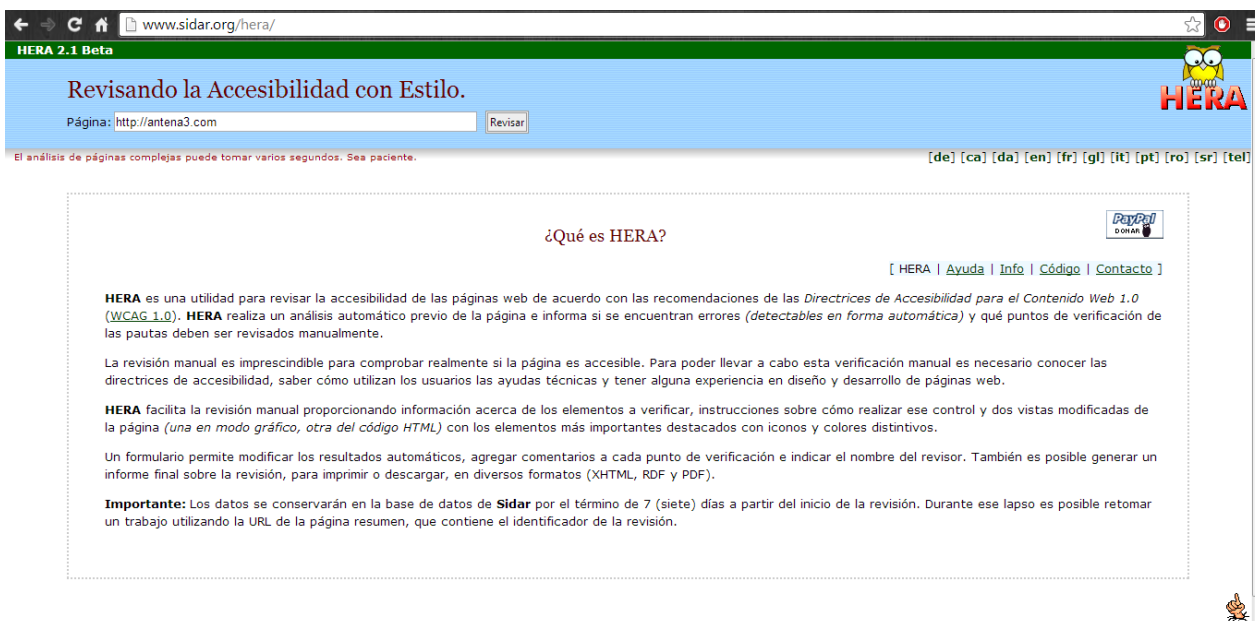 www.sidar.org/hera/
HERA 2.1 Beta
Revisando la Accesibilidad con Estilo.
HERA
Página: http://antena3.com Revisar
El análisis de páginas complejas puede tomar varios segundos. Sea paciente.
[de] [ca] [da] [en] [fr] [gl] [it] [pt] [ro] [sr] [tel]
PayPal
DONAR
¿Qué es HERA?
[ HERA | Ayuda | Info | Código | Contacto ]
HERA es una utilidad para revisar la accesibilidad de las páginas web de acuerdo con las recomendaciones de las Directrices de Accesibilidad para el Contenido Web 1.0
(WCAG 1.0). HERA realiza un análisis automático previo de la página e informa si se encuentran errores (detectables en forma automática) y qué puntos de verificación de
las pautas deben ser revisados manualmente.
La revisión manual es imprescindible para comprobar realmente si la página es accesible. Para poder llevar a cabo esta verificación manual es necesario conocer las
directrices de accesibilidad, saber cómo utilizan los usuarios las ayudas técnicas y tener alguna experiencia en diseño y desarrollo de páginas web.
HERA facilita la revisión manual proporcionando información acerca de los elementos a verificar, instrucciones sobre cómo realizar ese control y dos vistas modificadas de
la página (una en modo gráfico, otra del código HTML) con los elementos más importantes destacados con iconos y colores distintivos.
Un formulario permite modificar los resultados automáticos, agregar comentarios a cada punto de verificación e indicar el nombre del revisor. También es posible generar un
informe final sobre la revisión, para imprimir o descargar, en diversos formatos (XHTML, RDF y PDF).
Importante: Los datos se conservarán en la base de datos de Sidar por el término de 7 (siete) días a partir del inicio de la revisión. Durante ese lapso es posible retomar
un trabajo utilizando la URL de la página resumen, que contiene el identificador de la revisión.